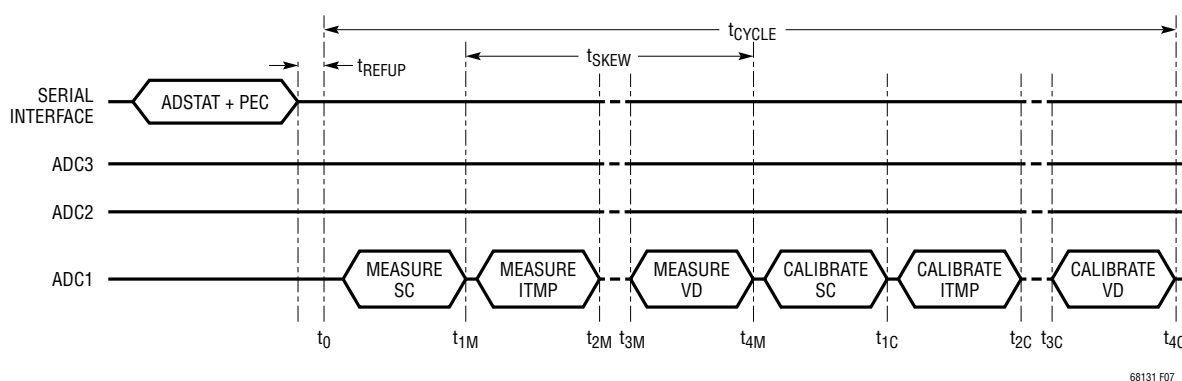 tCYCLE
tSKEW
tREFUP
SERIAL
INTERFACE
ADSTAT + PEC
ADC3
ADC2
ADC1
MEASURE
SC
MEASURE
ITMP
MEASURE
VD
CALIBRATE
SC
CALIBRATE
ITMP
CALIBRATE
VD
t0
t1M
t2M
t3M
t4M
t1C
t2C
t3C
t4C
68131 F07